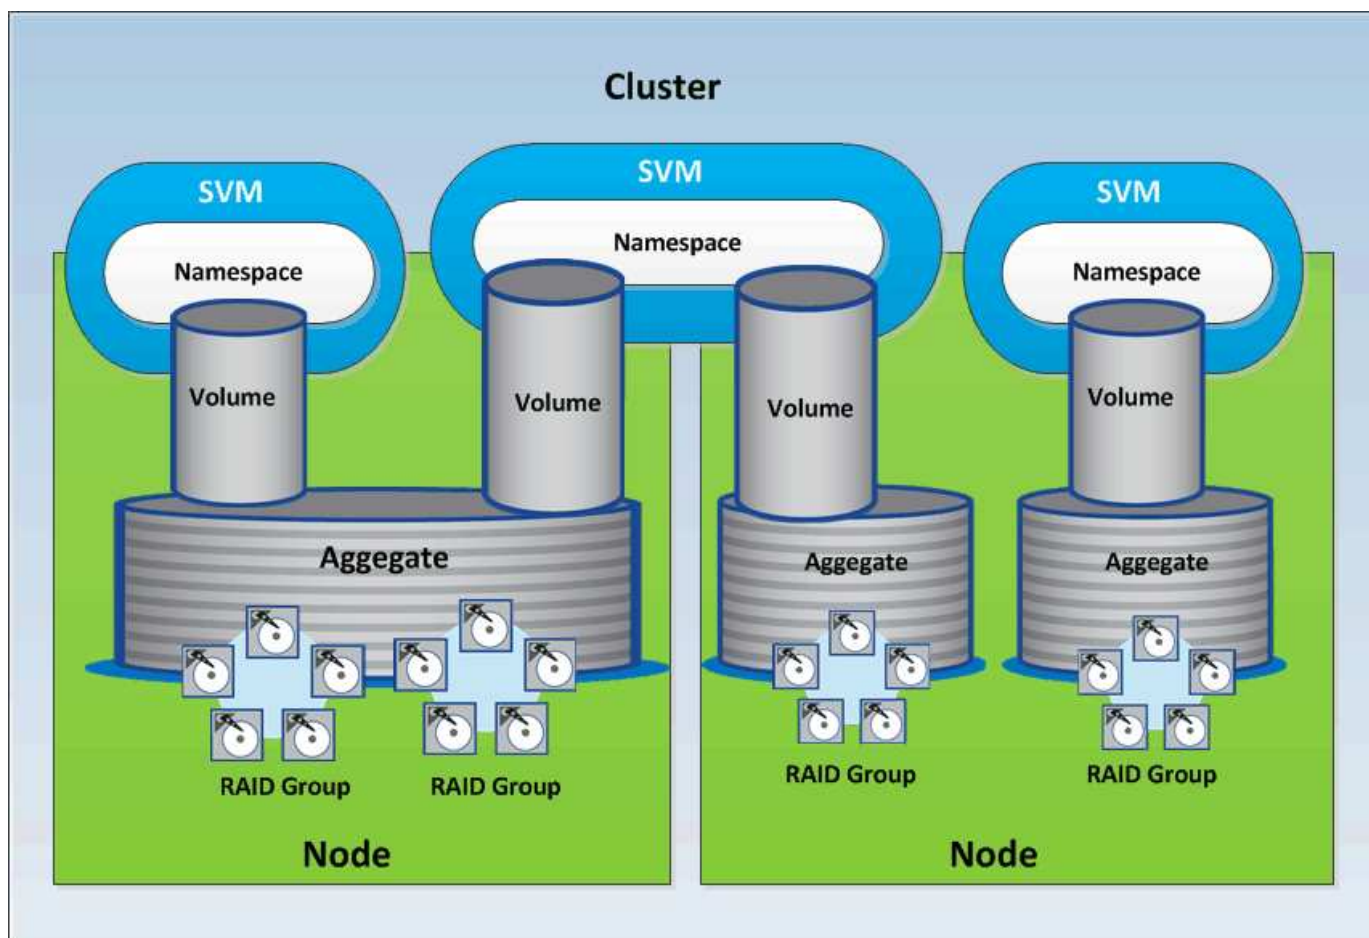 Cluster
SVM
SVM
SVM
Namespace
Namespace
Namespace
Volume
Volume
Volume
Volume
Aggegate
Aggegate
Aggegate
RAID Group
RAID Group
RAID Group
RAID Group
Node
Node